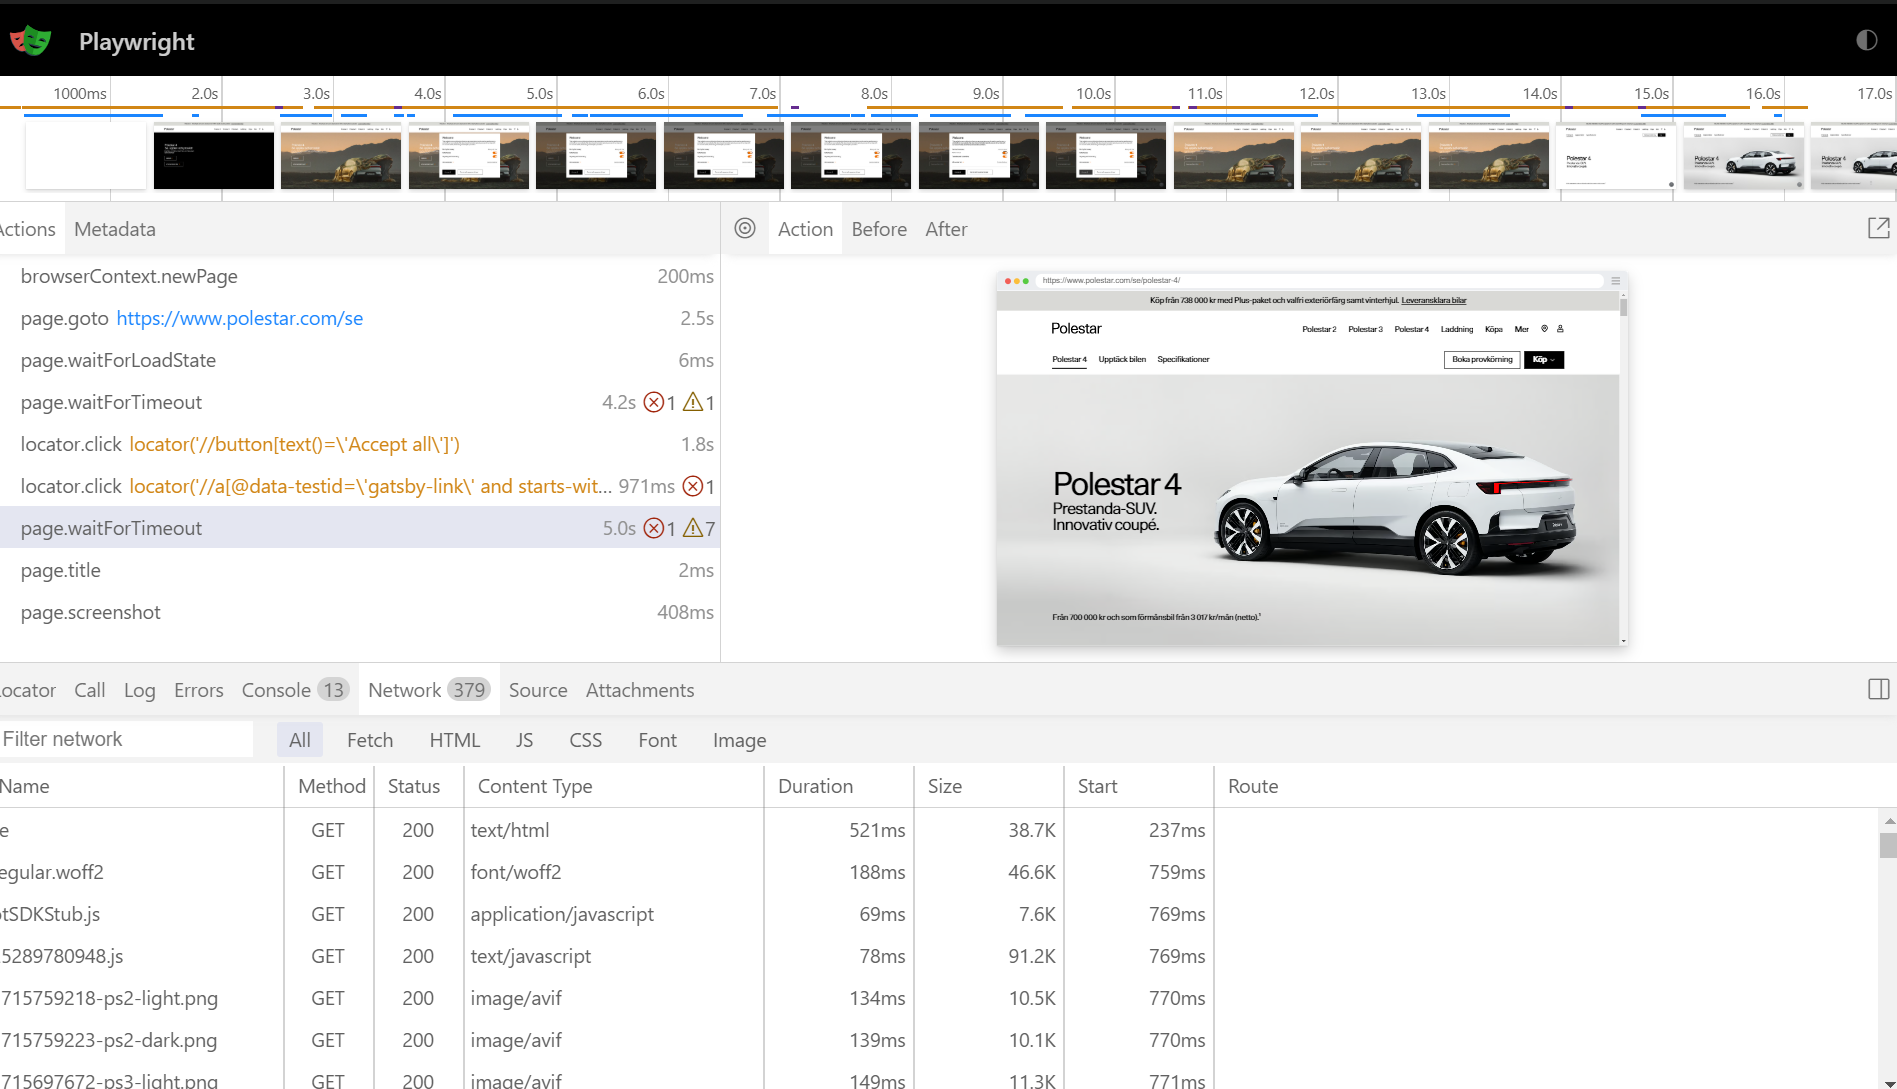 Playwright
1000ms 2.0s 3.0s 4.0s 5.0s 6.0s 7.0s 8.0s 9.0s 10.0s 11.0s 12.0s 13.0s 14.0s 15.0s 16.0s 17.0s
Polestar 4
Polestar 4
Polestar 4
Actions Metadata
browserContext.newPage 200ms
page.goto https://www.polestar.com/se 2.5s
page.waitForLoadState 6ms
page.waitForTimeout 4.2s 1 1
locator.click locator('//button[text()=\'Accept all\']') 1.8s
locator.click locator('//a[@data-testid=\'gatsby-link\' and starts-wit... 971ms 1
page.waitForTimeout 5.0s 1 7
page.title 2ms
page.screenshot 408ms
Action Before After
https://www.polestar.com/se/polestar-4/
Köp från 738 000 kr med Plus-paket och valfri exteriörfärg samt vinterhjul. Leveransklara bilar
Polestar
Polestar 2 Polestar 3 Polestar 4 Laddning Köpa Mer
Polestar 4 Upptäck bilen Specifikationer Boka provkörning Köp
Polestar 4
Prestanda-SUV.
Innovativ coupé.
Från 700 000 kr och som förmånsbil från 3 017 kr/mån (netto).¹
ocator Call Log Errors Console 13 Network 379 Source Attachments
Filter network All Fetch HTML JS CSS Font Image
Name Method Status Content Type Duration Size Start Route
e GET 200 text/html 521ms 38.7K 237ms
egular.woff2 GET 200 font/woff2 188ms 46.6K 759ms
otSDKStub.js GET 200 application/javascript 69ms 7.6K 769ms
5289780948.js GET 200 text/javascript 78ms 91.2K 769ms
715759218-ps2-light.png GET 200 image/avif 134ms 10.5K 770ms
715759223-ps2-dark.png GET 200 image/avif 139ms 10.1K 770ms
715697672-ps3-light.png GET 200 image/avif 149ms 11.3K 771ms